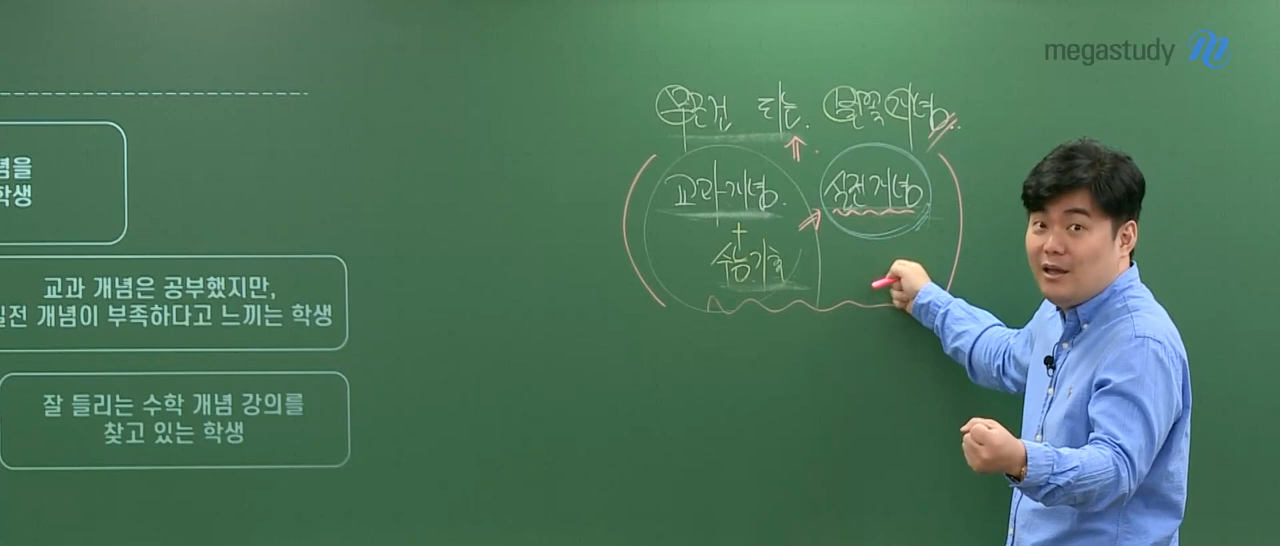 megastudy
념을
학생
교과 개념은 공부했지만,
실전 개념이 부족하다고 느끼는 학생
잘 들리는 수학 개념 강의를
찾고 있는 학생
무조건 되는. 왼쪽개념.
교과개념.
실전개념
+
수능기출